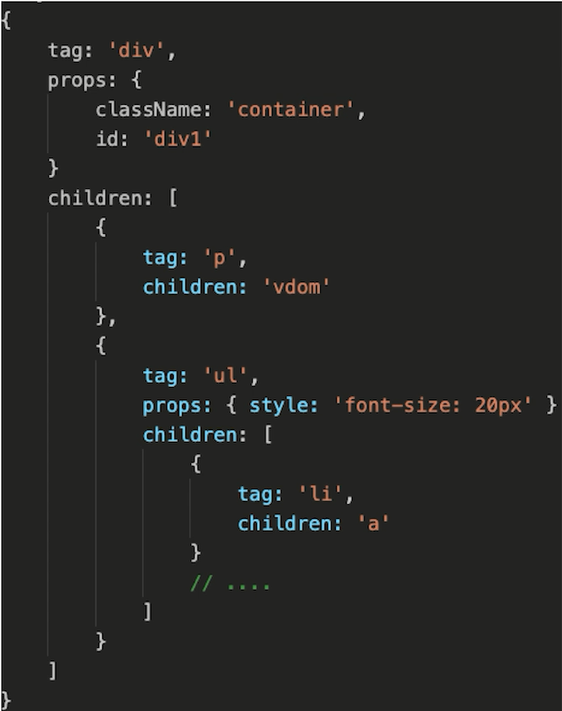 {
    tag: 'div',
    props: {
        className: 'container',
        id: 'div1'
    }
    children: [
        {
            tag: 'p',
            children: 'vdom'
        },
        {
            tag: 'ul',
            props: { style: 'font-size: 20px' }
            children: [
                {
                    tag: 'li',
                    children: 'a'
                }
                // ....
            ]
        }
    ]
}